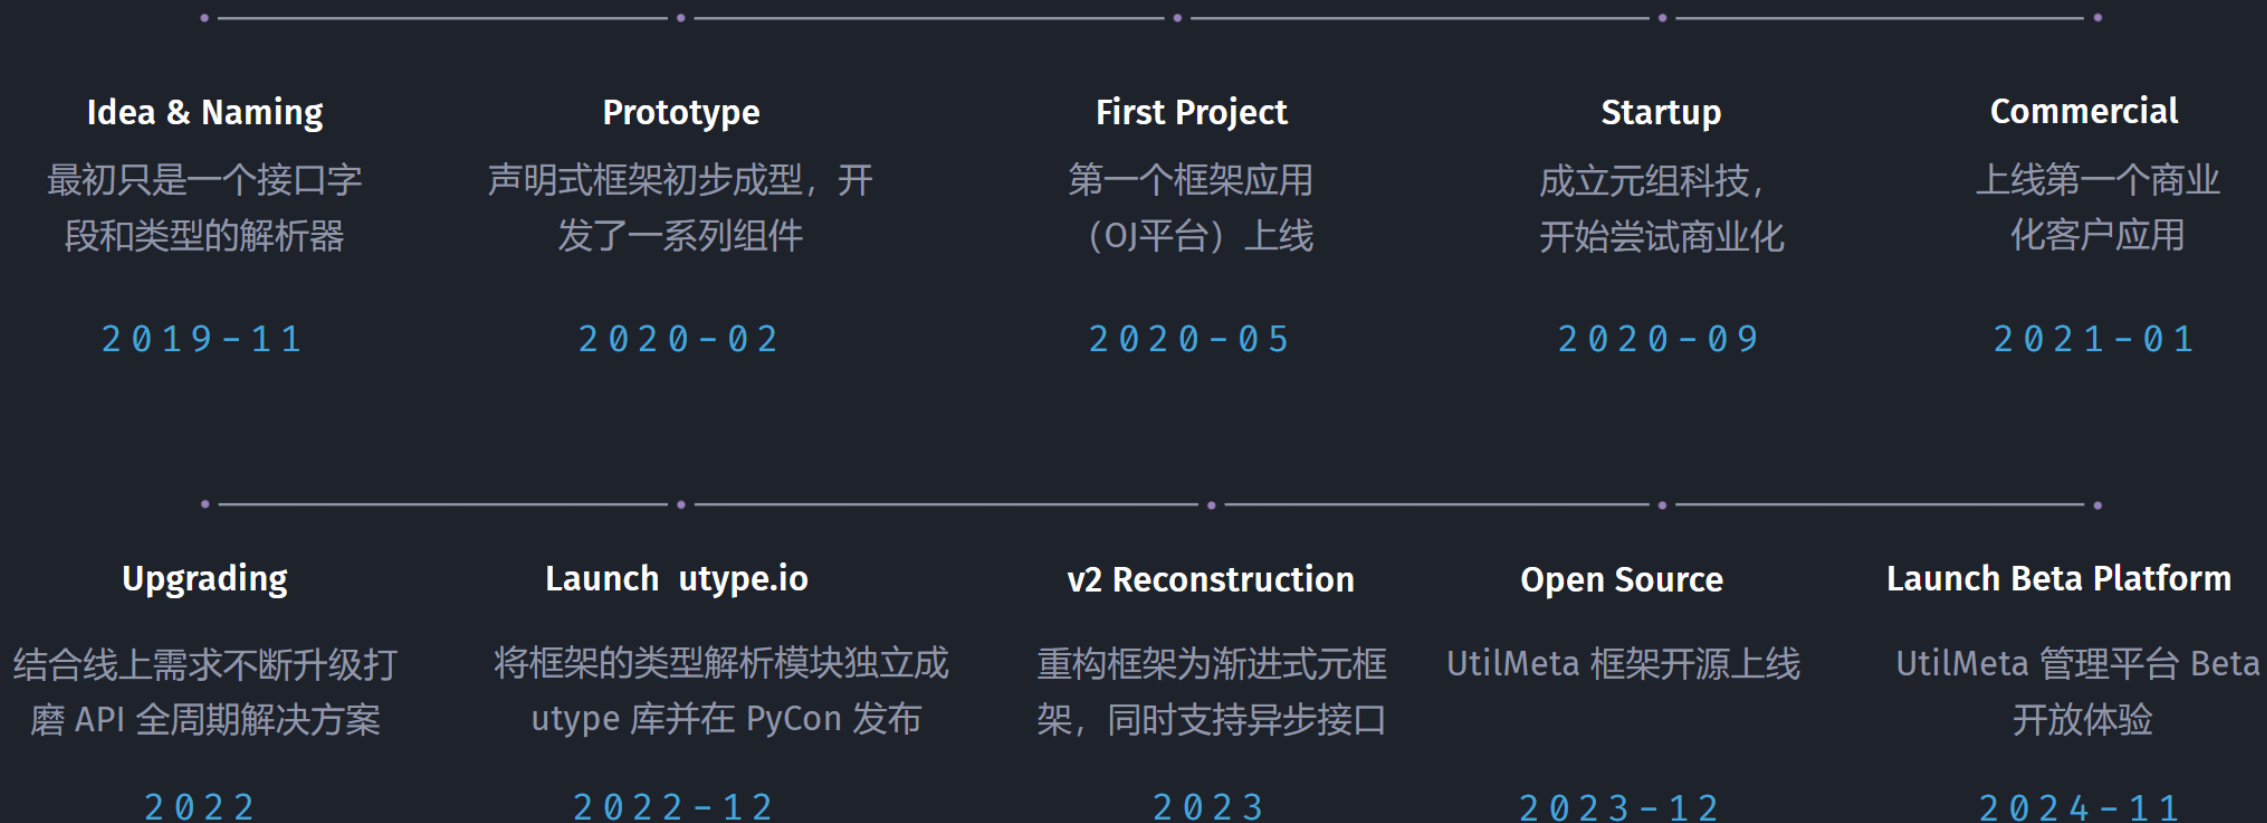 Idea & Naming
最初只是一个接口字
段和类型的解析器
2019-11
Prototype
声明式框架初步成型，开
发了一系列组件
2020-02
First Project
第一个框架应用
（OJ平台）上线
2020-05
Startup
成立元组科技，
开始尝试商业化
2020-09
Commercial
上线第一个商业
化客户应用
2021-01
Upgrading
结合线上需求不断升级打
磨 API 全周期解决方案
2022
Launch utype.io
将框架的类型解析模块独立成
utype 库并在 PyCon 发布
2022-12
v2 Reconstruction
重构框架为渐进式元框
架，同时支持异步接口
2023
Open Source
UtilMeta 框架开源上线
2023-12
Launch Beta Platform
UtilMeta 管理平台 Beta
开放体验
2024-11